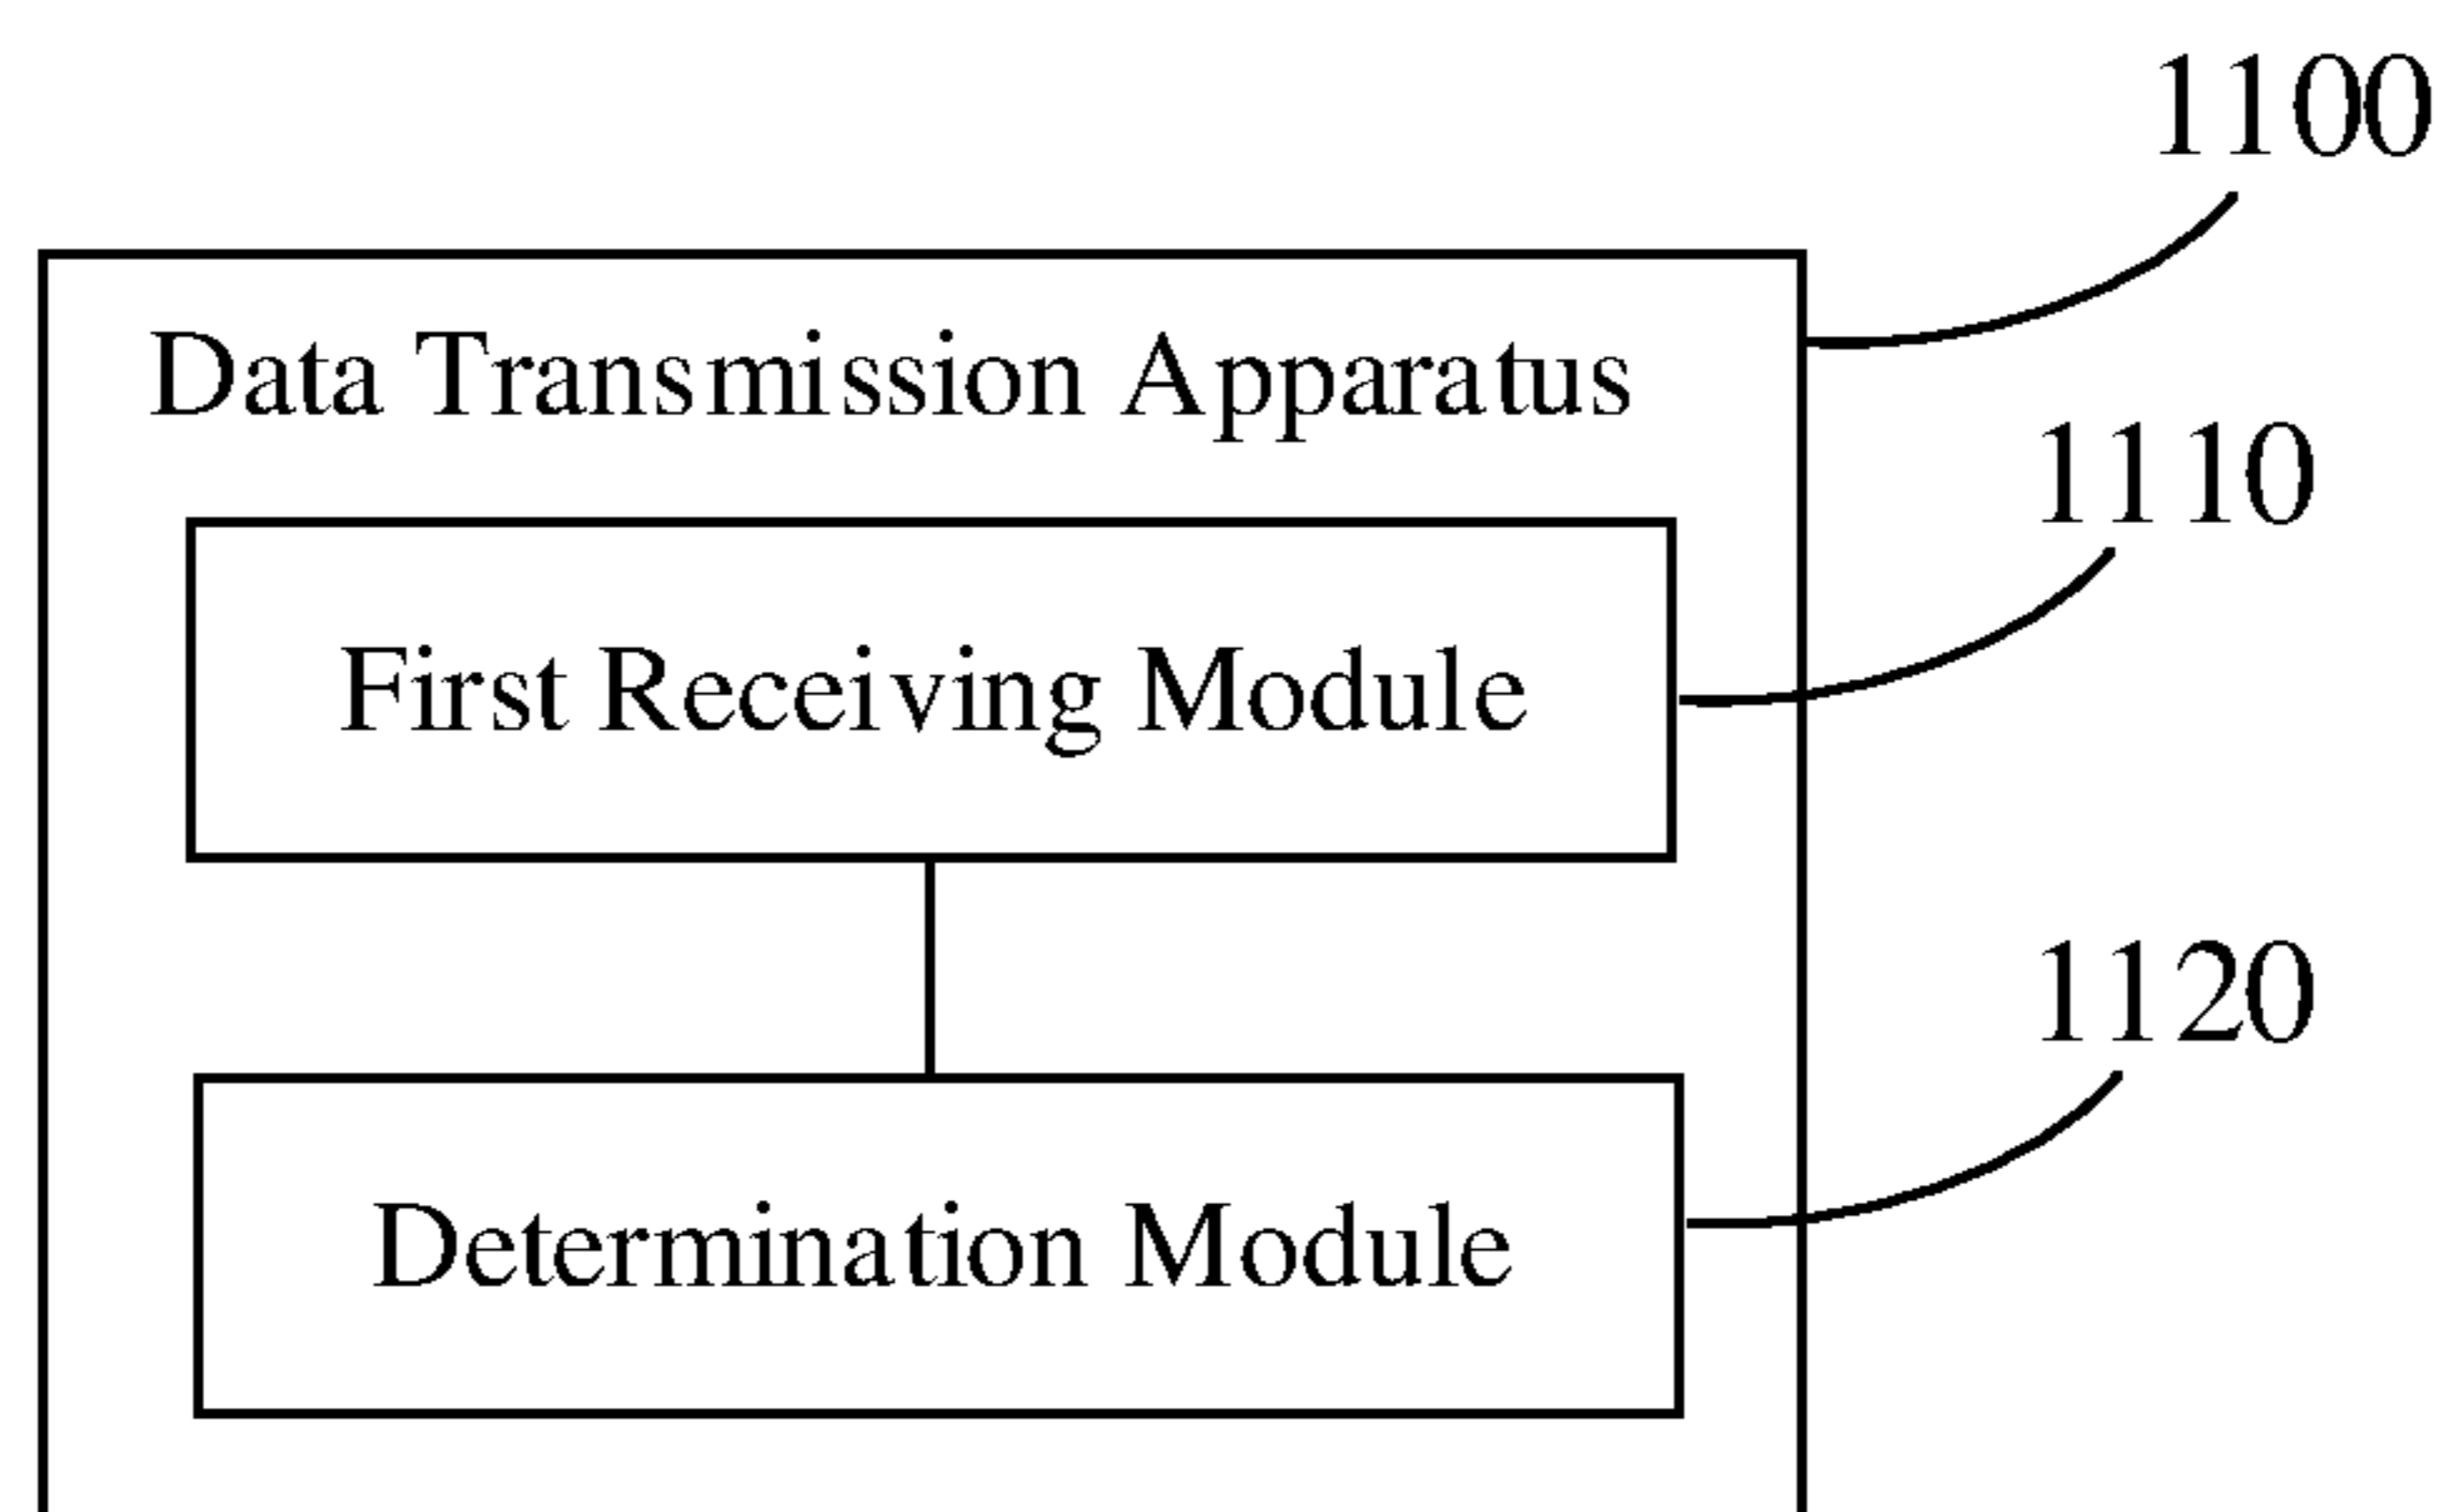 1100
Data Transmission Apparatus
1110
First Receiving Module
1120
Determination Module